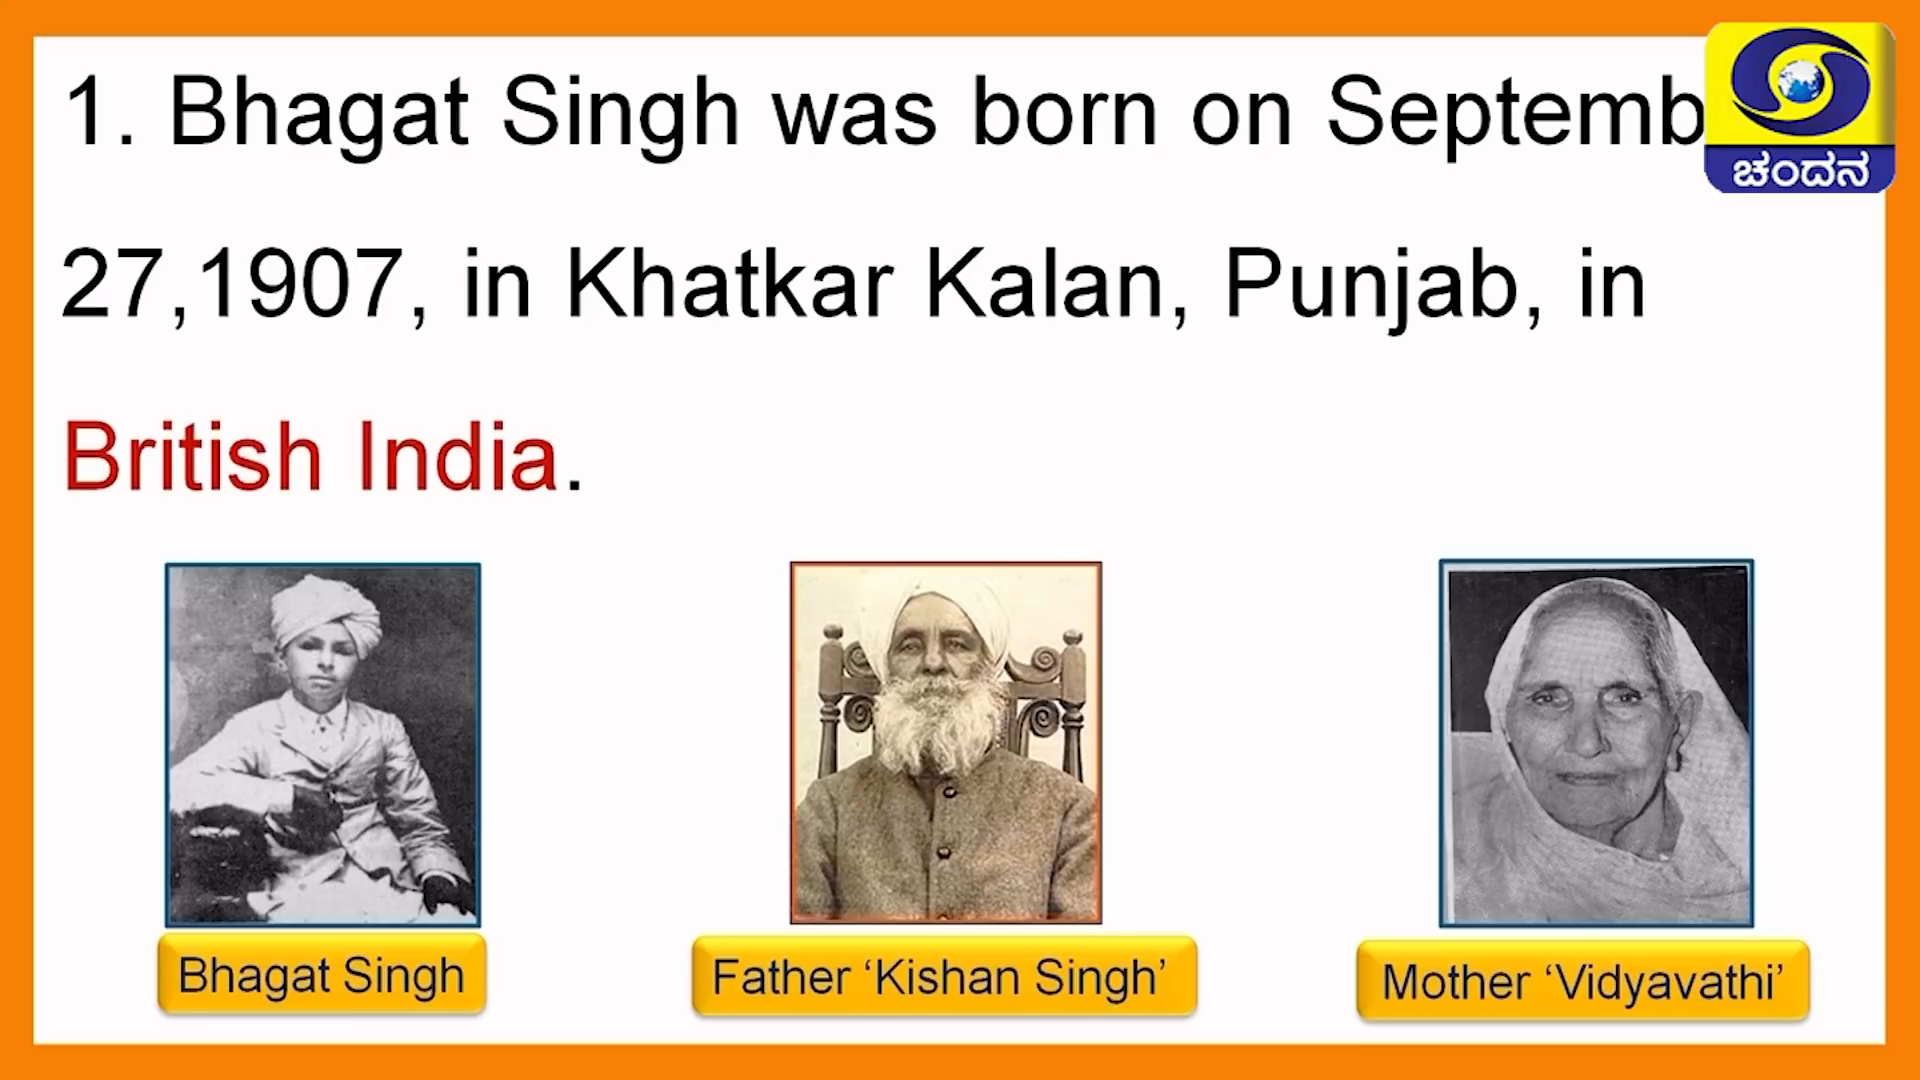 1. Bhagat Singh was born on Septemb
27,1907, in Khatkar Kalan, Punjab, in
British India.
ಚಂದನ
Bhagat Singh
Father ‘Kishan Singh’
Mother ‘Vidyavathi’